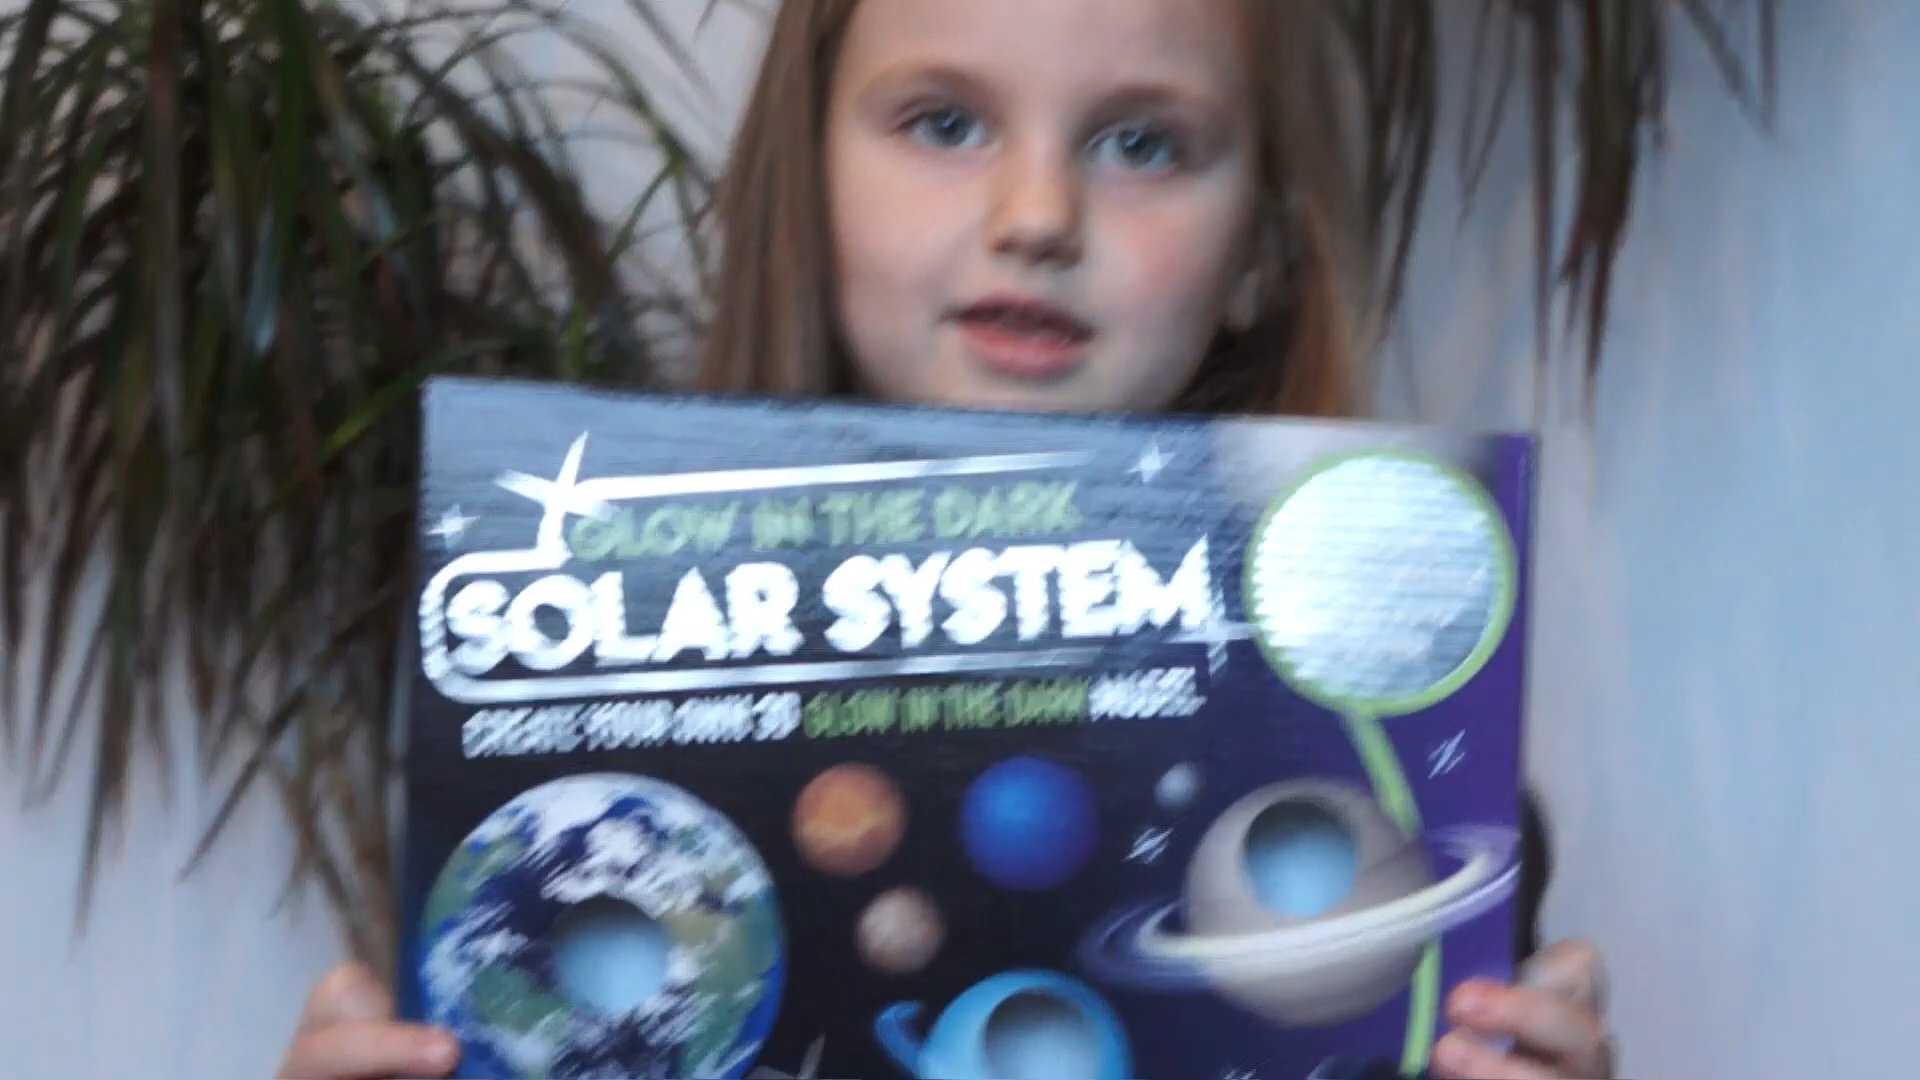 GLOW IN THE DARK
SOLAR SYSTEM
CREATE YOUR OWN 3D GLOW IN THE DARK MODEL.